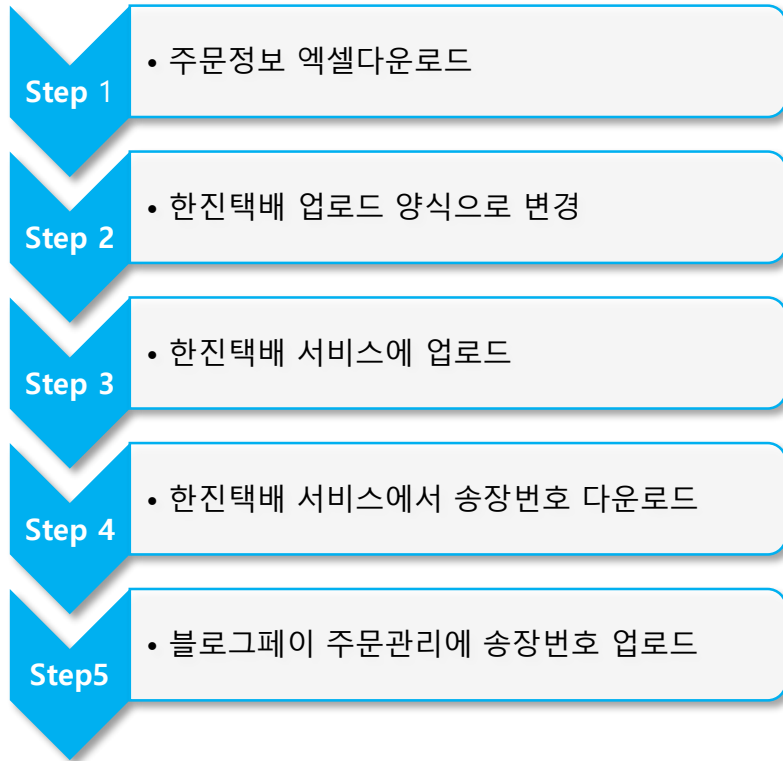 Step 1
• 주문정보 엑셀다운로드
Step 2
• 한진택배 업로드 양식으로 변경
Step 3
• 한진택배 서비스에 업로드
Step 4
• 한진택배 서비스에서 송장번호 다운로드
Step5
• 블로그페이 주문관리에 송장번호 업로드